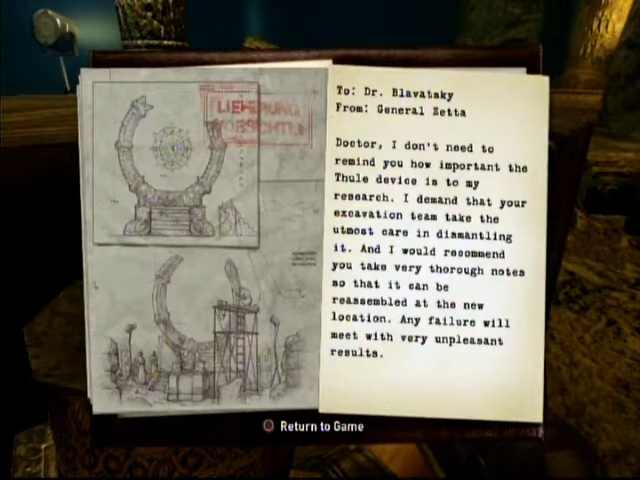 LIEFERUNG
VORSICHTIG
To: Dr. Blavatsky
From: General Zetta
Doctor, I don't need to
remind you how important the
Thule device is to my
research. I demand that your
excavation team take the
utmost care in dismantling
it. And I would recommend
you take very thorough notes
so that it can be
reassembled at the new
location. Any failure will
meet with very unpleasant
results.
Return to Game